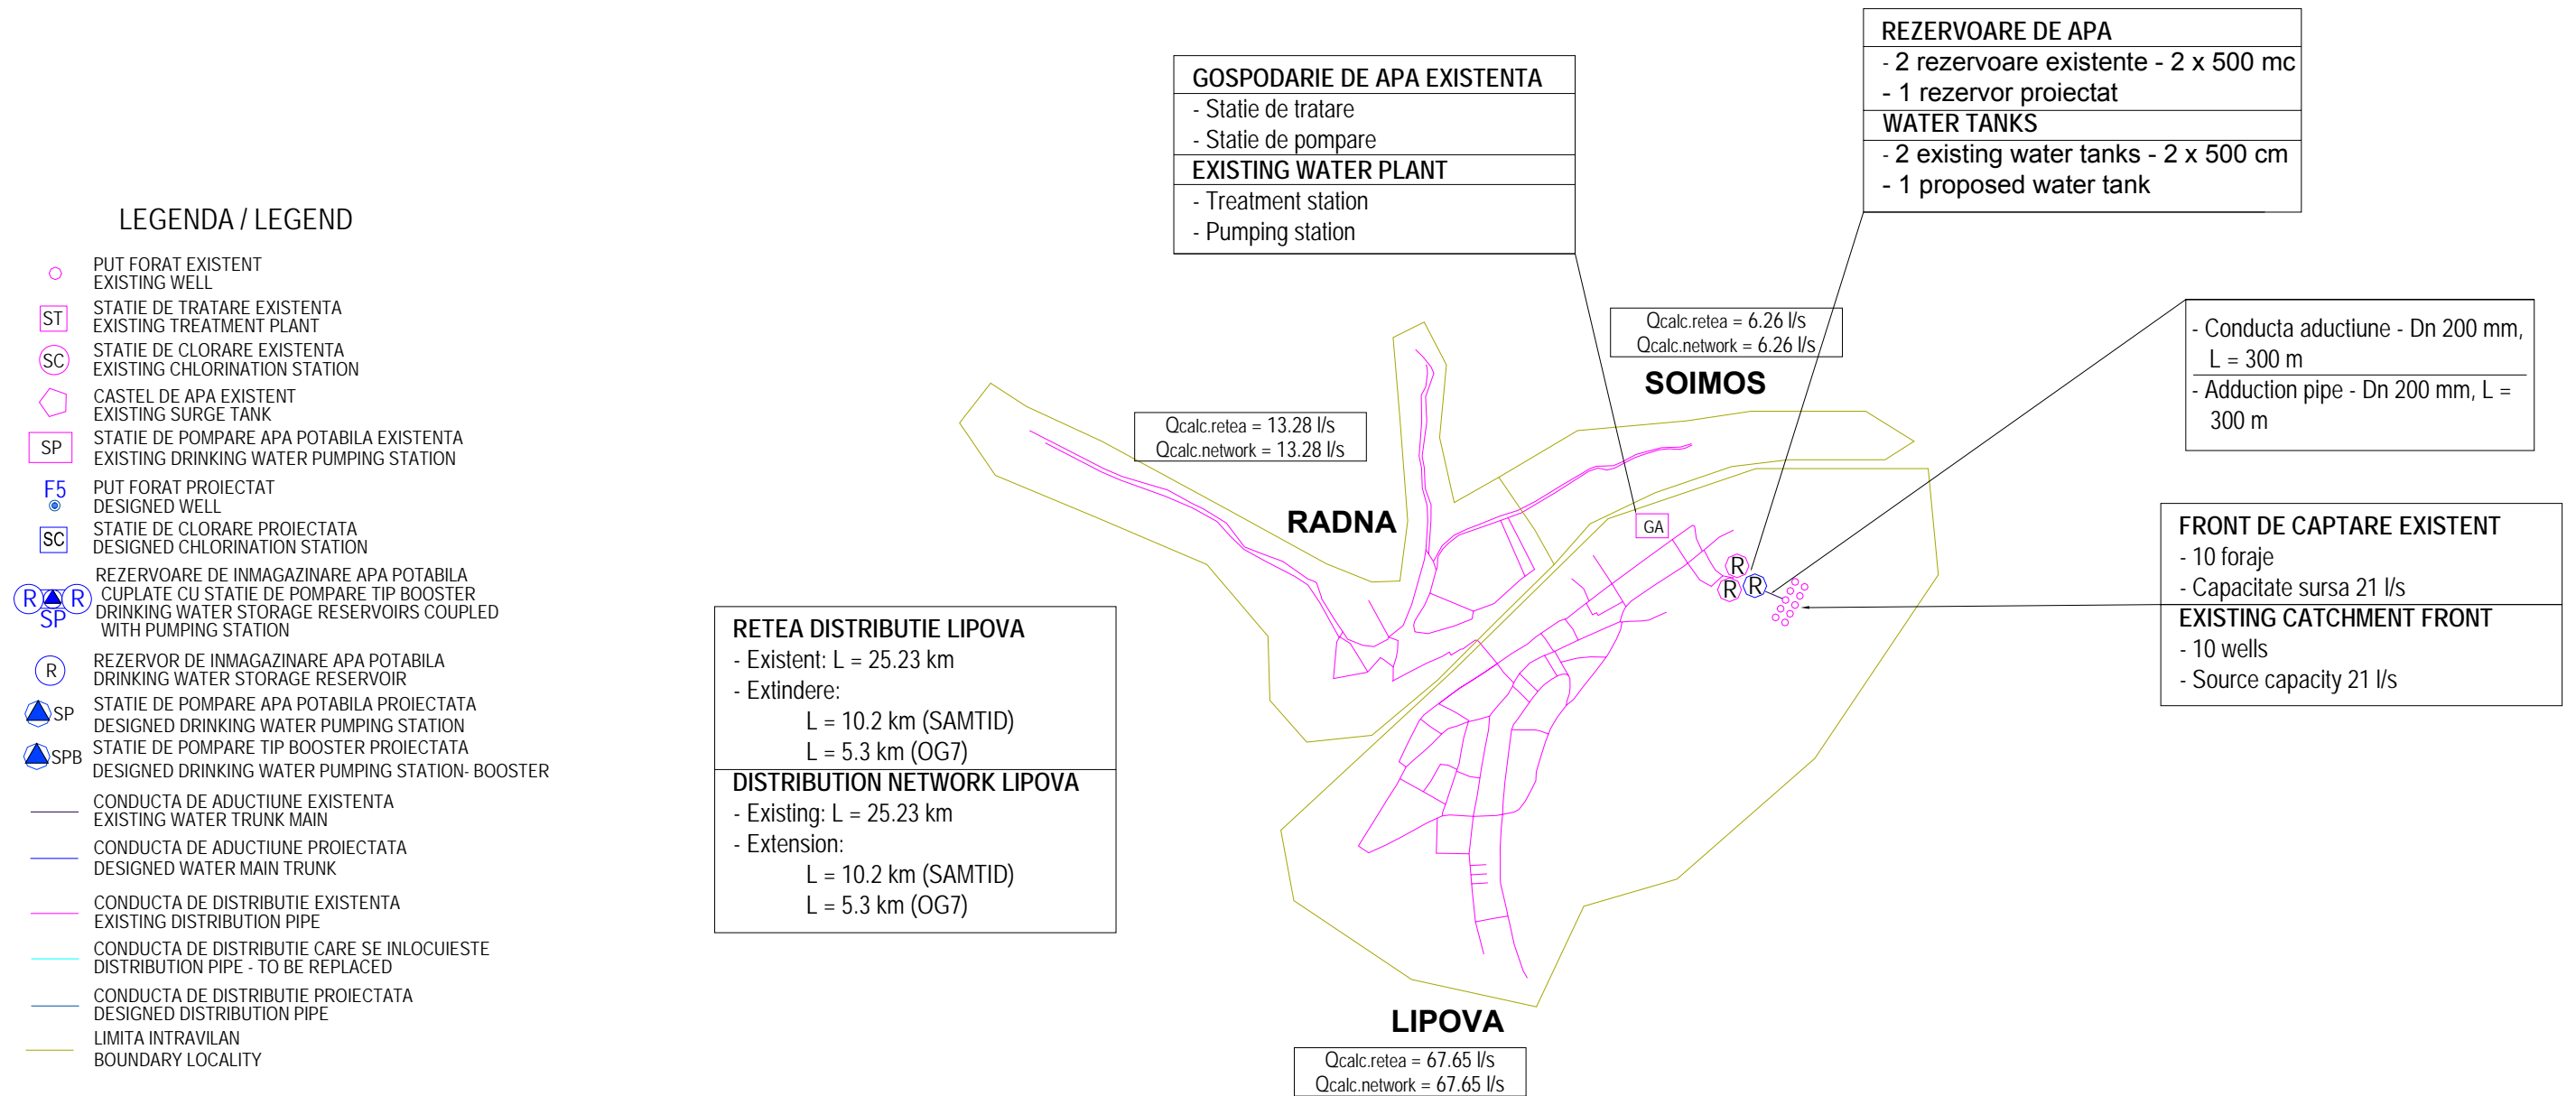 LEGENDA / LEGEND
PUT FORAT EXISTENT
EXISTING WELL
ST
STATIE DE TRATARE EXISTENTA
EXISTING TREATMENT PLANT
SC
STATIE DE CLORARE EXISTENTA
EXISTING CHLORINATION STATION
CASTEL DE APA EXISTENT
EXISTING SURGE TANK
SP
STATIE DE POMPARE APA POTABILA EXISTENTA
EXISTING DRINKING WATER PUMPING STATION
F5
PUT FORAT PROIECTAT
DESIGNED WELL
SC
STATIE DE CLORARE PROIECTATA
DESIGNED CHLORINATION STATION
R R
SP
REZERVOARE DE INMAGAZINARE APA POTABILA
CUPLATE CU STATIE DE POMPARE TIP BOOSTER
DRINKING WATER STORAGE RESERVOIRS COUPLED
WITH PUMPING STATION
R
REZERVOR DE INMAGAZINARE APA POTABILA
DRINKING WATER STORAGE RESERVOIR
SP
STATIE DE POMPARE APA POTABILA PROIECTATA
DESIGNED DRINKING WATER PUMPING STATION
SPB
STATIE DE POMPARE TIP BOOSTER PROIECTATA
DESIGNED DRINKING WATER PUMPING STATION- BOOSTER
CONDUCTA DE ADUCTIUNE EXISTENTA
EXISTING WATER TRUNK MAIN
CONDUCTA DE ADUCTIUNE PROIECTATA
DESIGNED WATER MAIN TRUNK
CONDUCTA DE DISTRIBUTIE EXISTENTA
EXISTING DISTRIBUTION PIPE
CONDUCTA DE DISTRIBUTIE CARE SE INLOCUIESTE
DISTRIBUTION PIPE - TO BE REPLACED
CONDUCTA DE DISTRIBUTIE PROIECTATA
DESIGNED DISTRIBUTION PIPE
LIMITA INTRAVILAN
BOUNDARY LOCALITY
RETEA DISTRIBUTIE LIPOVA
- Existent: L = 25.23 km
- Extindere:
L = 10.2 km (SAMTID)
L = 5.3 km (OG7)
DISTRIBUTION NETWORK LIPOVA
- Existing: L = 25.23 km
- Extension:
L = 10.2 km (SAMTID)
L = 5.3 km (OG7)
GOSPODARIE DE APA EXISTENTA
- Statie de tratare
- Statie de pompare
EXISTING WATER PLANT
- Treatment station
- Pumping station
REZERVOARE DE APA
- 2 rezervoare existente - 2 x 500 mc
- 1 rezervor proiectat
WATER TANKS
- 2 existing water tanks - 2 x 500 cm
- 1 proposed water tank
Qcalc.retea = 6.26 l/s
Qcalc.network = 6.26 l/s
SOIMOS
Qcalc.retea = 13.28 l/s
Qcalc.network = 13.28 l/s
RADNA
GA
R
R
R
- Conducta aductiune - Dn 200 mm,
L = 300 m
- Adduction pipe - Dn 200 mm, L =
300 m
FRONT DE CAPTARE EXISTENT
- 10 foraje
- Capacitate sursa 21 l/s
EXISTING CATCHMENT FRONT
- 10 wells
- Source capacity 21 l/s
LIPOVA
Qcalc.retea = 67.65 l/s
Qcalc.network = 67.65 l/s